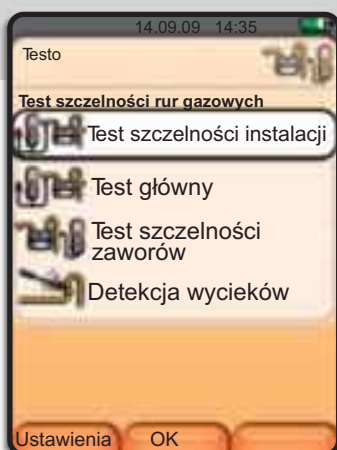 14.09.09 14:35
Testo
Test szczelności rur gazowych
Test szczelności instalacji
Test główny
Test szczelności
zaworów
Detekcja wycieków
Ustawienia OK